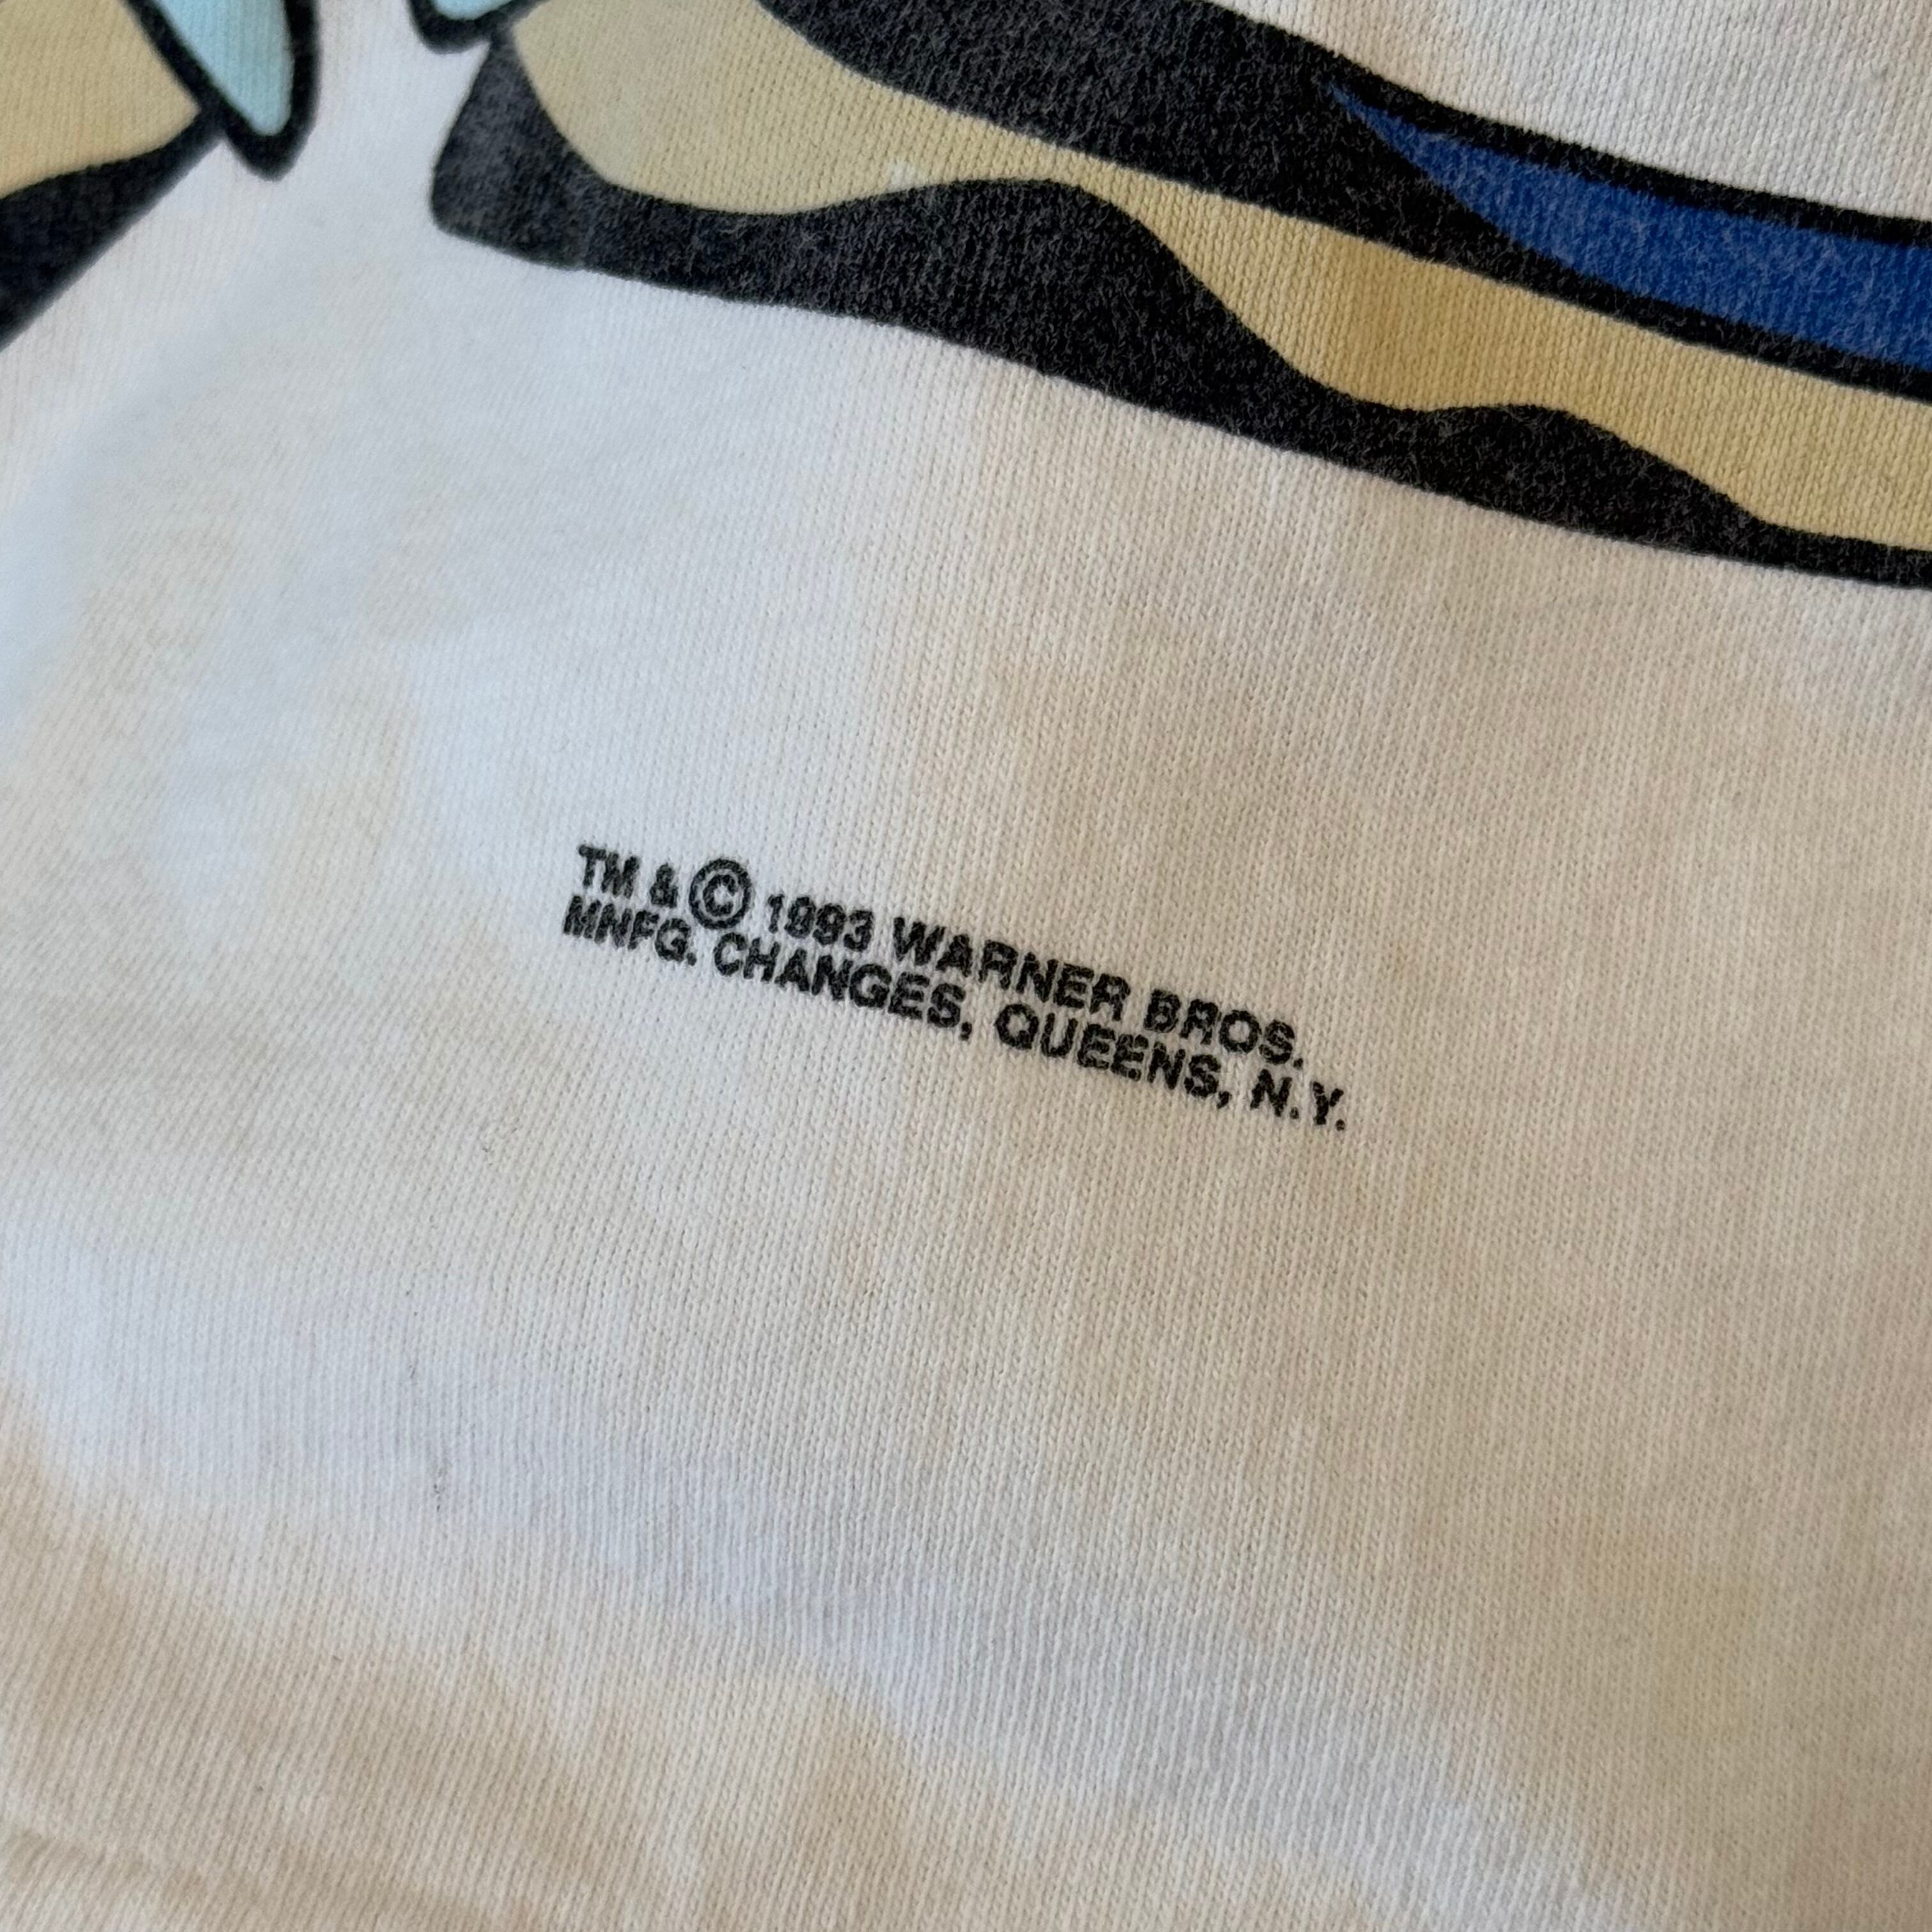 TM & © 1993 WARNER BROS.
MNFG. CHANGES, QUEENS, N.Y.